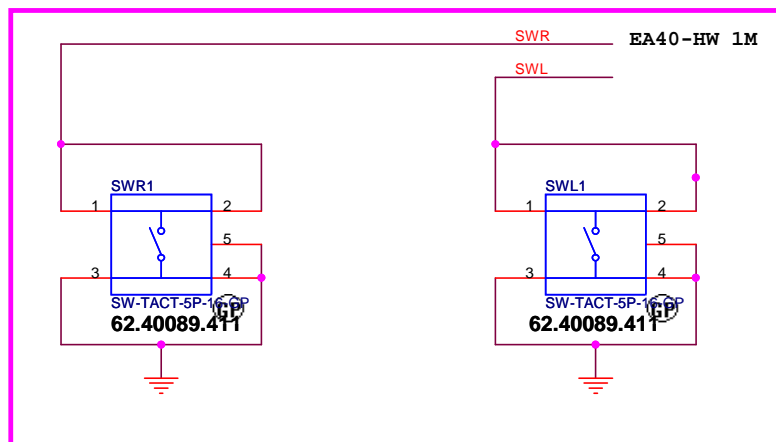 SWR
EA40-HW 1M
SWL
SWR1
SWL1
1
2
1
2
5
5
3
4
3
4
SW-TACT-5P-16-GP
SW-TACT-5P-16-GP
GP
GP
62.40089.411
62.40089.411